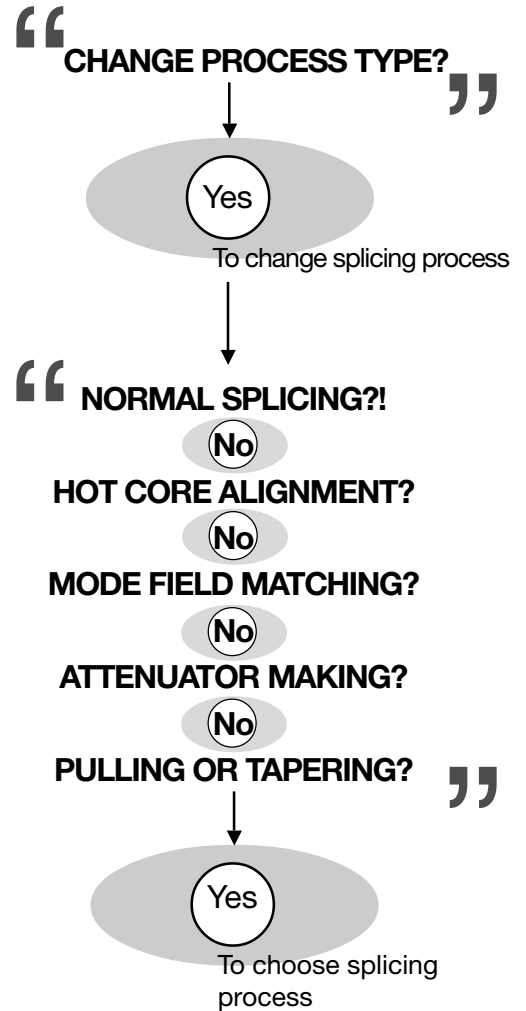 “
CHANGE PROCESS TYPE?
”
Yes
To change splicing process
“
NORMAL SPLICING?!
No
HOT CORE ALIGNMENT?
No
MODE FIELD MATCHING?
No
ATTENUATOR MAKING?
No
PULLING OR TAPERING?
”
Yes
To choose splicing
process